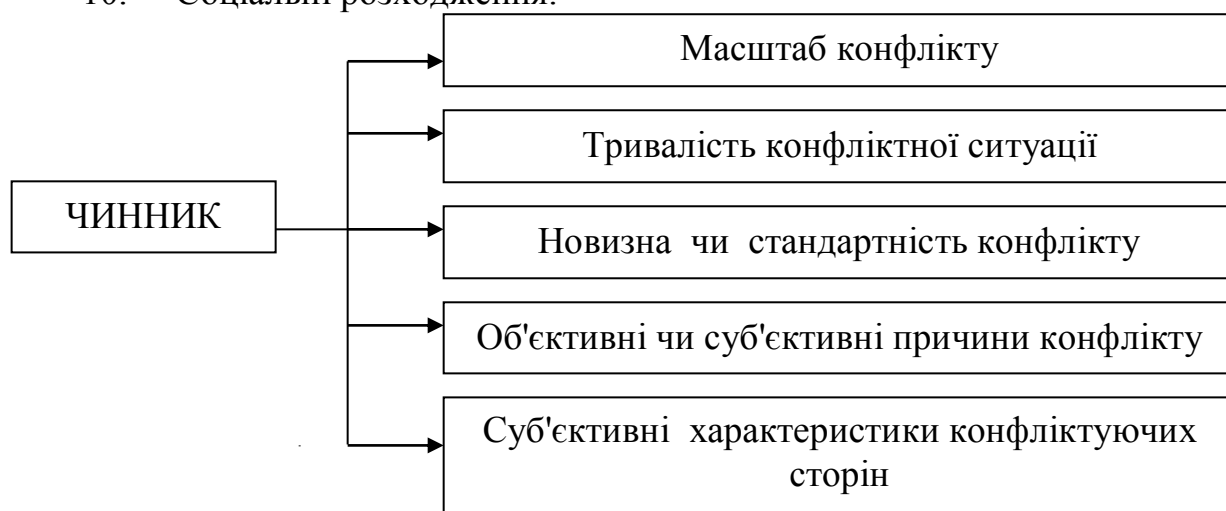 10. Соціальні розходження.
Масштаб конфлікту
Тривалість конфліктної ситуації
ЧИННИК
Новизна чи стандартність конфлікту
Об'єктивні чи суб'єктивні причини конфлікту
Суб'єктивні характеристики конфліктуючих
сторін